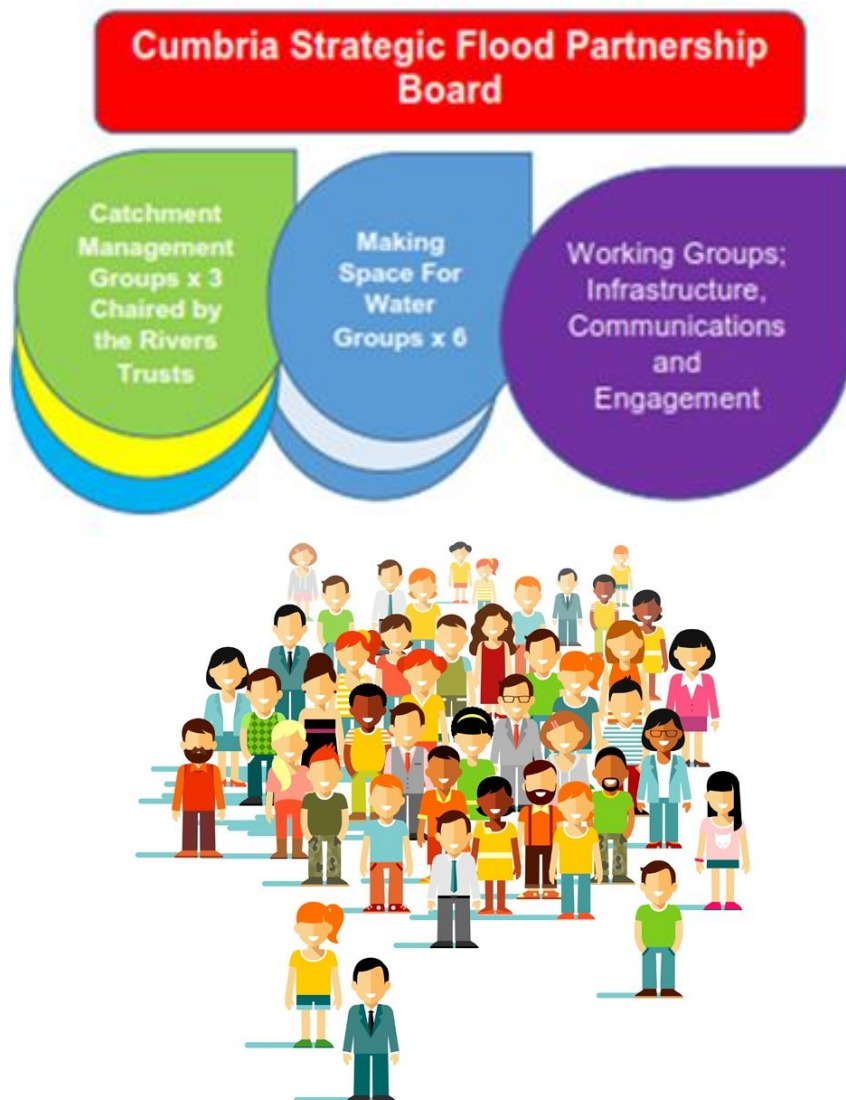 Cumbria Strategic Flood Partnership
Board
Catchment
Management
Groups x 3
Chaired by
the Rivers
Trusts
Making
Space For
Water
Groups x 6
Working Groups;
Infrastructure,
Communications
and
Engagement